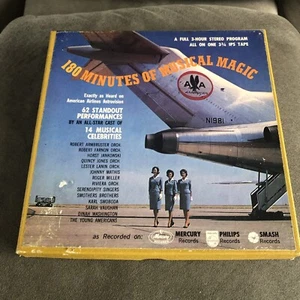 A FULL 3-HOUR STEREO PROGRAM
ALL ON ONE 3¾ IPS TAPE
180 MINUTES OF MUSICAL MAGIC
Exactly as Heard on
American Airlines Astrovision
62 STANDOUT
PERFORMANCES
BY AN ALL-STAR CAST OF
14 MUSICAL
CELEBRITIES
ROBERT ARMBRUSTER ORCH.
ROBERT FARNON ORCH.
HORST JANKOWSKI
QUINCY JONES ORCH.
LESTER LANIN ORCH.
JOHNNY MATHIS
ROGER MILLER
RIVIERA ORCH.
SERENDIPITY SINGERS
SMOTHERS BROTHERS
KARL SWOBODA
SARAH VAUGHAN
DINAH WASHINGTON
THE YOUNG AMERICANS
A A
N1981
as Recorded on:
MERCURY
Records
PHILIPS
Records
SMASH
Records